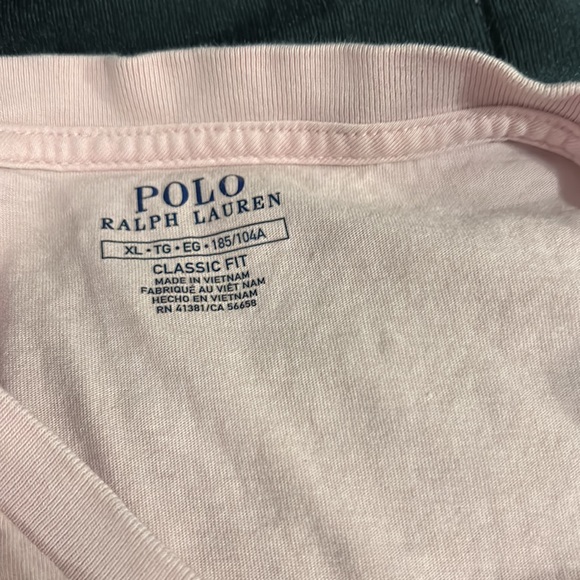 POLO
RALPH LAUREN
XL • TG • EG • 185/104A
CLASSIC FIT
MADE IN VIETNAM
FABRIQUÉ AU VIÊT NAM
HECHO EN VIETNAM
RN 41381/CA 56658